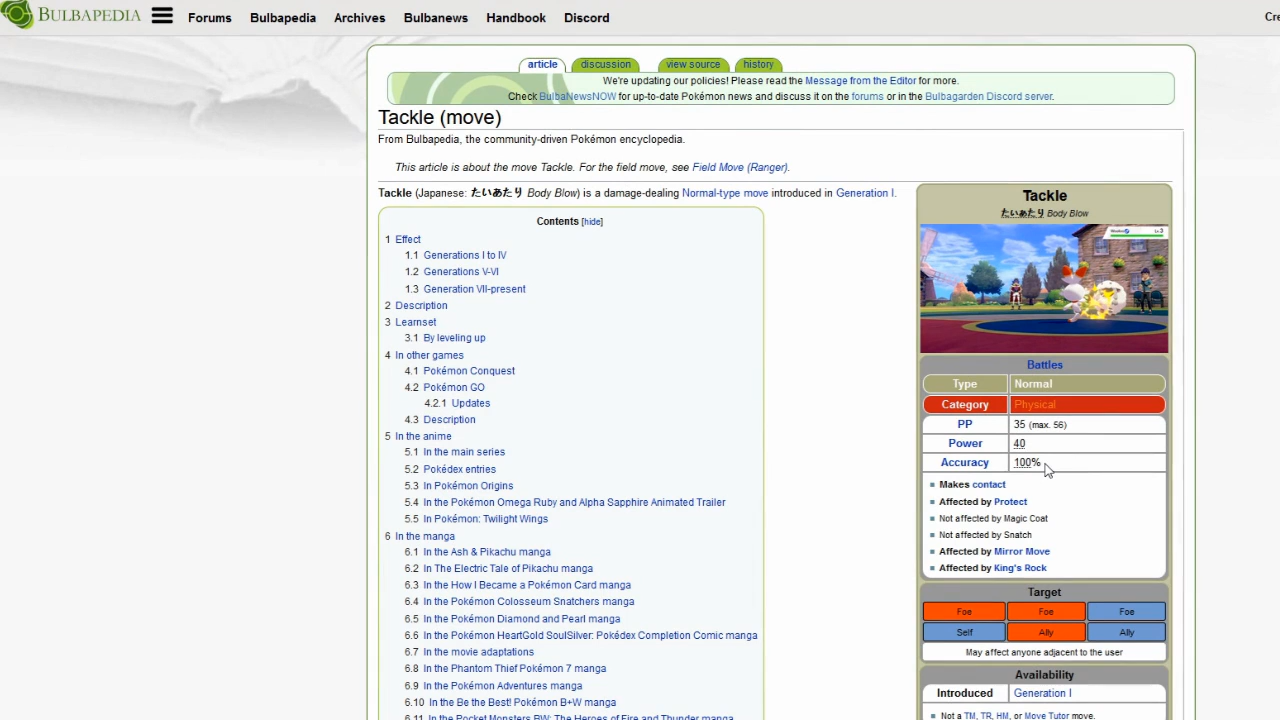 BULBAPEDIA
Forums Bulbapedia Archives Bulbanews Handbook Discord
Cre
article discussion view source history
We're updating our policies! Please read the Message from the Editor for more.
Check BulbaNewsNOW for up-to-date Pokémon news and discuss it on the forums or in the Bulbagarden Discord server.
Tackle (move)
From Bulbapedia, the community-driven Pokémon encyclopedia.
This article is about the move Tackle. For the field move, see Field Move (Ranger).
Tackle (Japanese: たいあたり Body Blow) is a damage-dealing Normal-type move introduced in Generation I.
Contents [hide]
1 Effect
1.1 Generations I to IV
1.2 Generations V-VI
1.3 Generation VII-present
2 Description
3 Learnset
3.1 By leveling up
4 In other games
4.1 Pokémon Conquest
4.2 Pokémon GO
4.2.1 Updates
4.3 Description
5 In the anime
5.1 In the main series
5.2 Pokédex entries
5.3 In Pokémon Origins
5.4 In the Pokémon Omega Ruby and Alpha Sapphire Animated Trailer
5.5 In Pokémon: Twilight Wings
6 In the manga
6.1 In the Ash & Pikachu manga
6.2 In The Electric Tale of Pikachu manga
6.3 In the How I Became a Pokémon Card manga
6.4 In the Pokémon Colosseum Snatchers manga
6.5 In the Pokémon Diamond and Pearl manga
6.6 In the Pokémon HeartGold SoulSilver: Pokédex Completion Comic manga
6.7 In the movie adaptations
6.8 In the Phantom Thief Pokémon 7 manga
6.9 In the Pokémon Adventures manga
6.10 In the Be the Best! Pokémon B+W manga
6.11 In the Pocket Monsters BW: The Heroes of Fire and Thunder manga
Tackle
たいあたり Body Blow
Battles
Type Normal
Category Physical
PP 35 (max. 56)
Power 40
Accuracy 100%
Makes contact
Affected by Protect
Not affected by Magic Coat
Not affected by Snatch
Affected by Mirror Move
Affected by King's Rock
Target
Foe Foe Foe
Self Ally Ally
May affect anyone adjacent to the user
Availability
Introduced Generation I
Not a TM, TR, HM, or Move Tutor move.